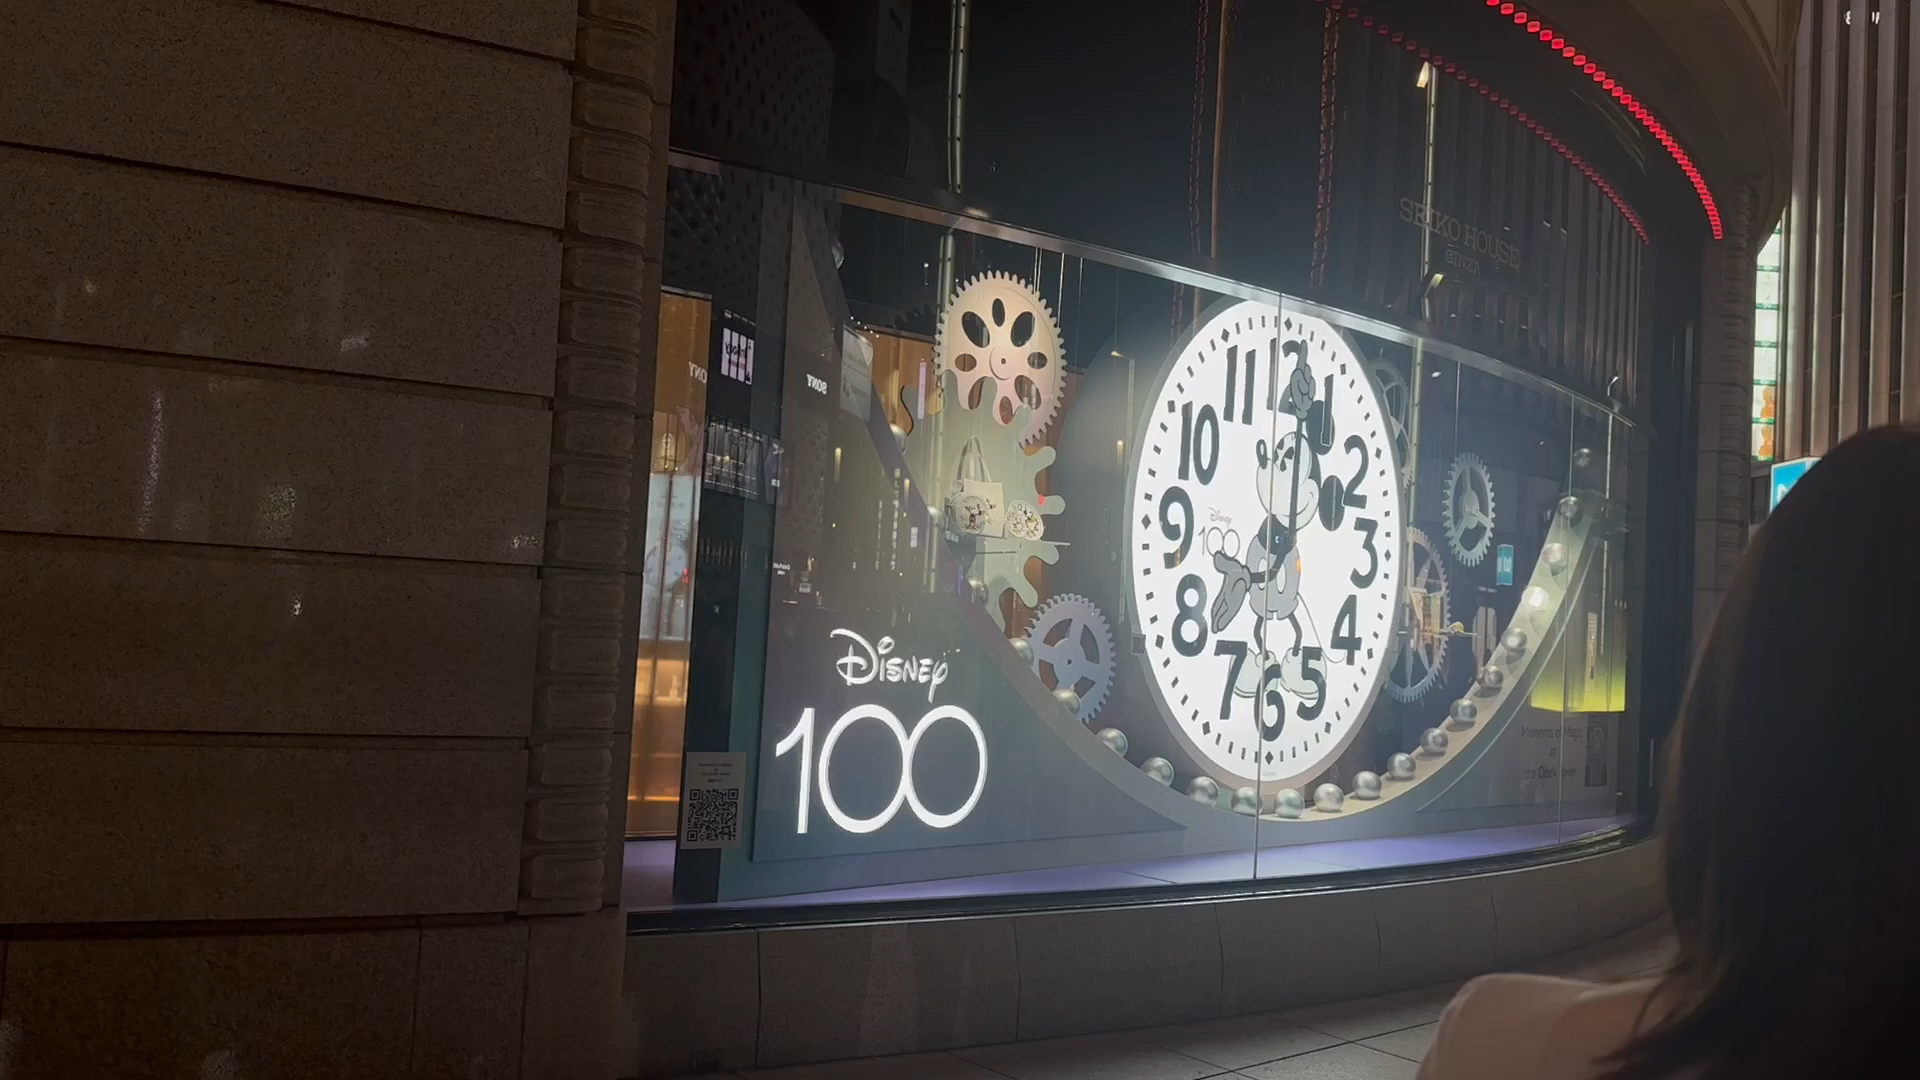 SEIKO HOUSE
GINZA
SONY
11 12 1
10 2
9 3
8 4
7 6 5
Disney
100
Disney
100
Moments of Magic
at
the Clock Tower